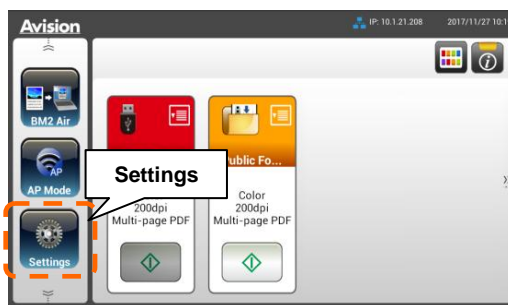 Avision
IP: 10.1.21.208
2017/11/27 10:1
BM2 Air
AP
AP Mode
Settings
Settings
Public Fo...
200dpi
Multi-page PDF
Color
200dpi
Multi-page PDF